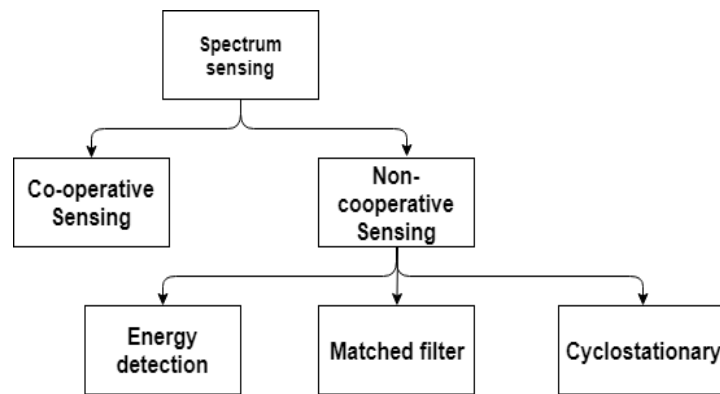 Spectrum
sensing
Co-operative
Sensing
Non-
cooperative
Sensing
Energy
detection
Matched filter
Cyclostationary